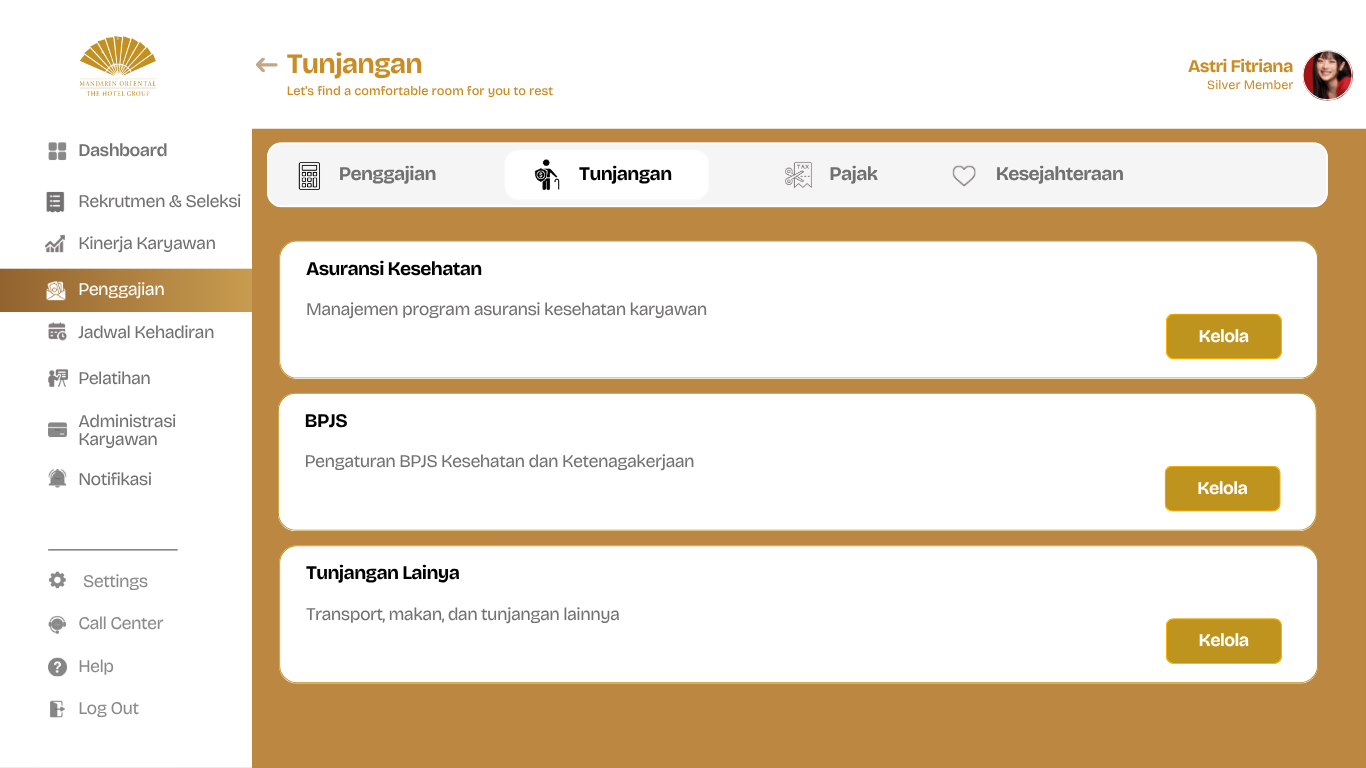 MANDARIN ORIENTAL
THE HOTEL GROUP
Tunjangan
Let's find a comfortable room for you to rest
Astri Fitriana
Silver Member
Dashboard
Rekrutmen & Seleksi
Kinerja Karyawan
Penggajian
Jadwal Kehadiran
Pelatihan
Administrasi
Karyawan
Notifikasi
Settings
Call Center
Help
Log Out
Penggajian
Tunjangan
TAX
Pajak
Kesejahteraan
Asuransi Kesehatan
Manajemen program asuransi kesehatan karyawan
Kelola
BPJS
Pengaturan BPJS Kesehatan dan Ketenagakerjaan
Kelola
Tunjangan Lainya
Transport, makan, dan tunjangan lainnya
Kelola